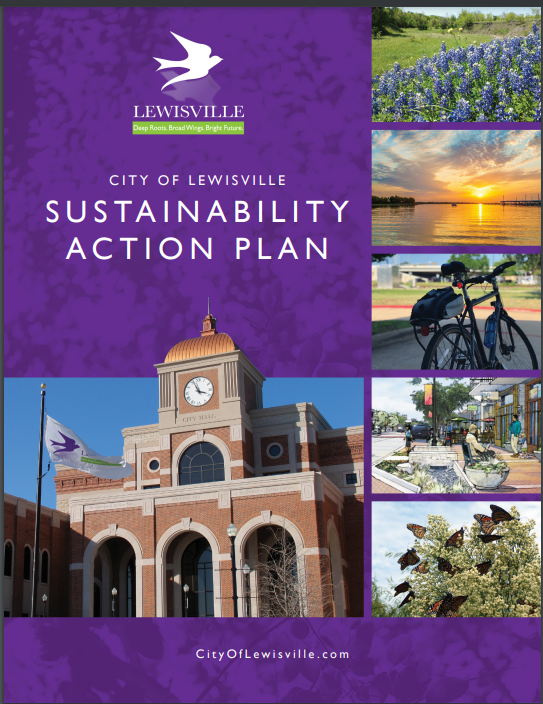 LEWISVILLE
Deep Roots. Broad Wings. Bright Future.
CITY OF LEWISVILLE
SUSTAINABILITY
ACTION PLAN
CITY HALL
CityOfLewisville.com